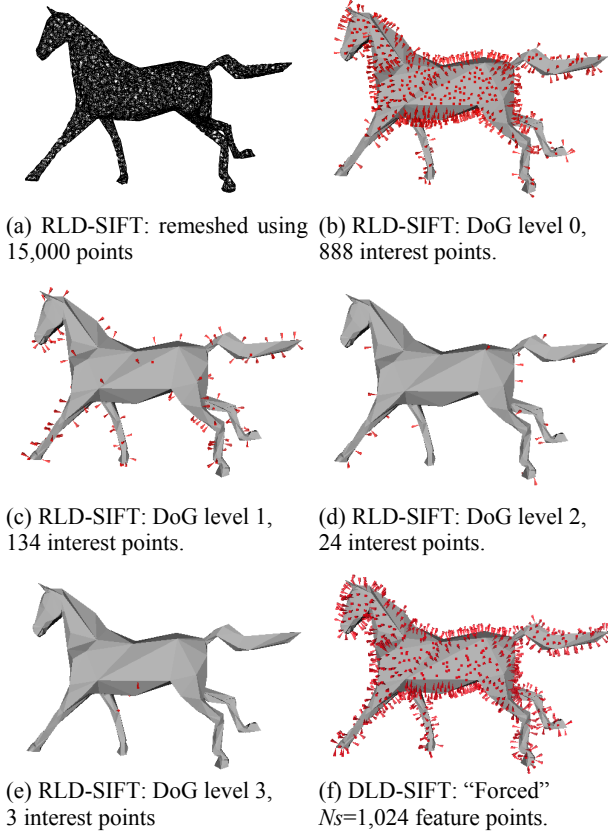 (a) RLD-SIFT: remeshed using
15,000 points
(b) RLD-SIFT: DoG level 0,
888 interest points.
(c) RLD-SIFT: DoG level 1,
134 interest points.
(d) RLD-SIFT: DoG level 2,
24 interest points.
(e) RLD-SIFT: DoG level 3,
3 interest points
(f) DLD-SIFT: “Forced”
Ns=1,024 feature points.